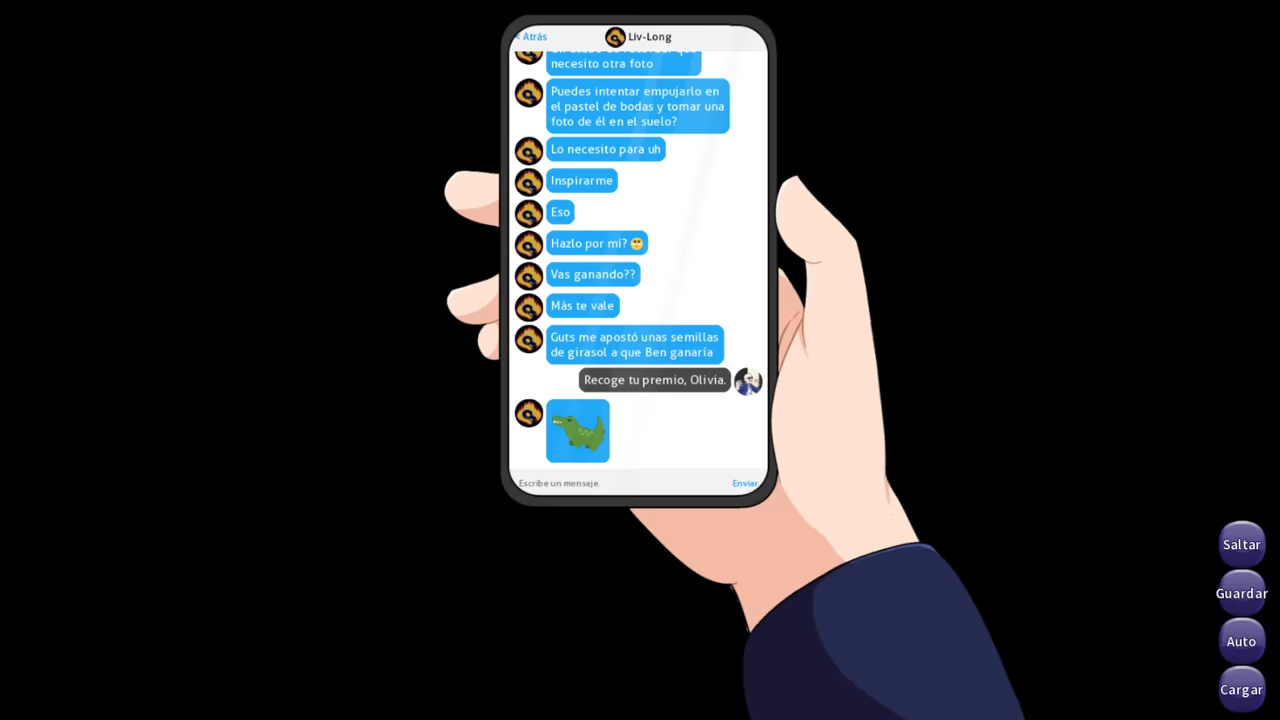 < Atrás
Liv-Long
necesito otra foto
Puedes intentar empujarlo en
el pastel de bodas y tomar una
foto de él en el suelo?
Lo necesito para uh
Inspirarme
Eso
Hazlo por mí?
Vas ganando??
Más te vale
Guts me apostó unas semillas
de girasol a que Ben ganaría
Recoge tu premio, Olivia.
Escribe un mensaje.
Enviar
Saltar
Guardar
Auto
Cargar